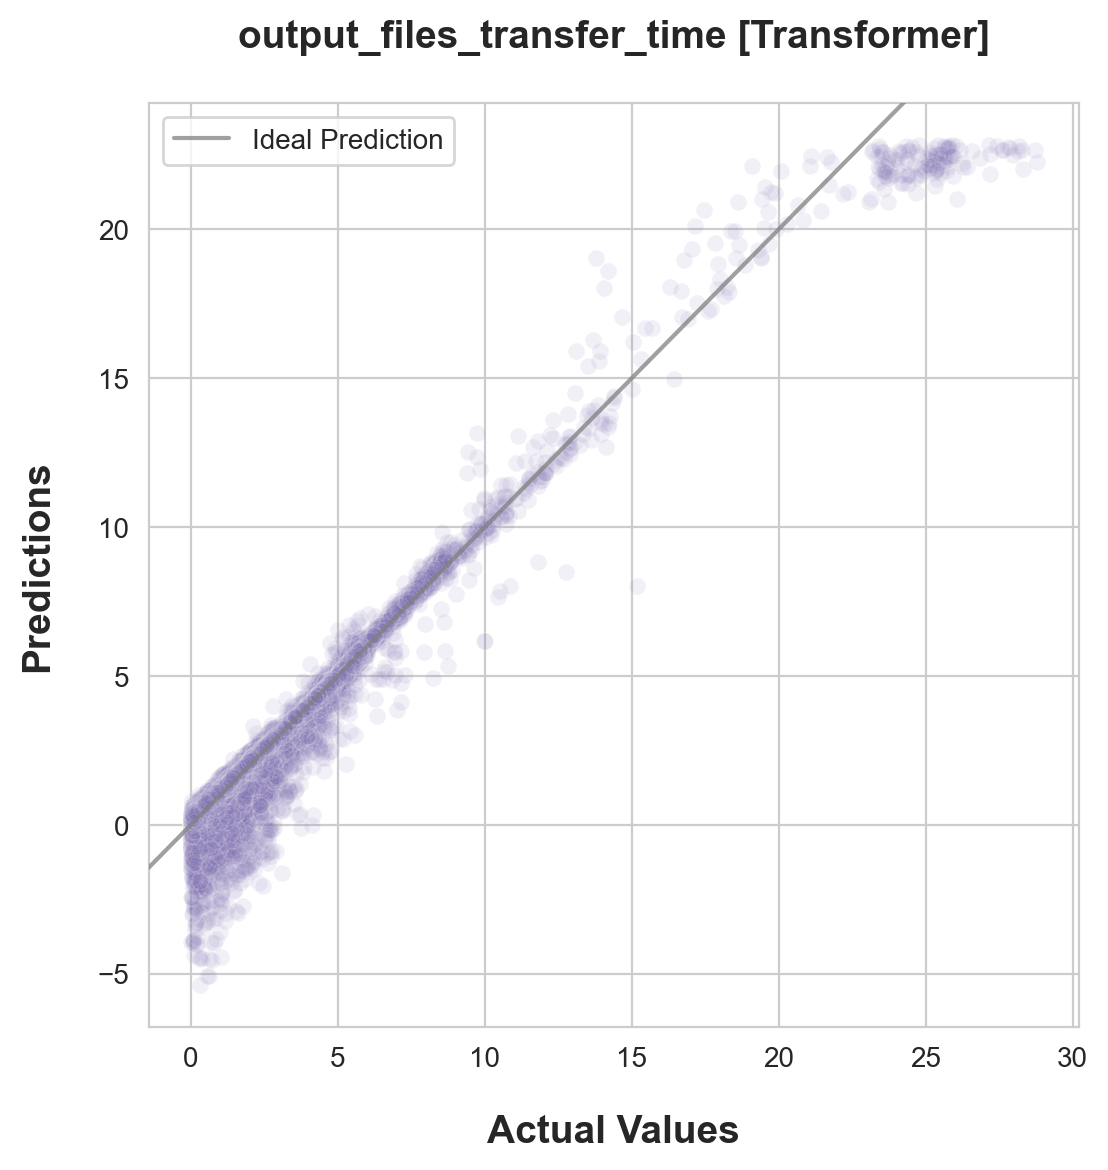 output_files_transfer_time [Transformer]
Ideal Prediction
Predictions
20
15
10
5
0
−5
0 5 10 15 20 25 30
Actual Values